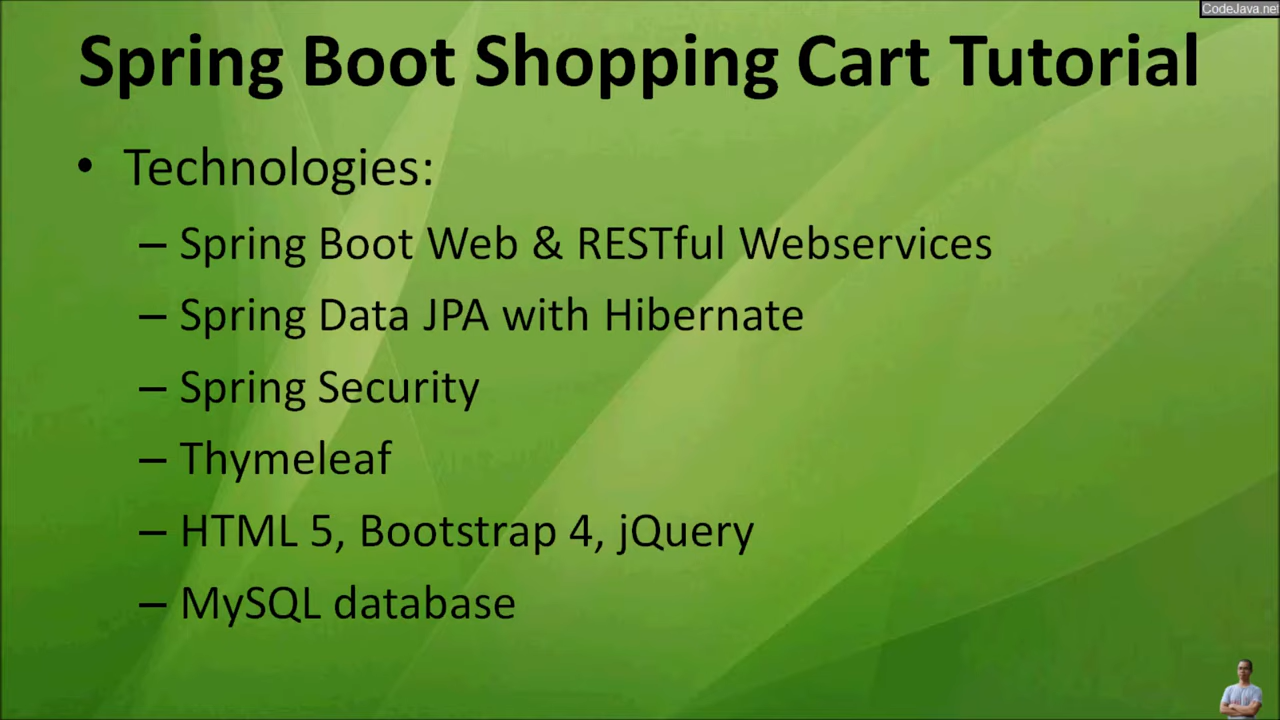 CodeJava.net
Spring Boot Shopping Cart Tutorial
• Technologies:
– Spring Boot Web & RESTful Webservices
– Spring Data JPA with Hibernate
– Spring Security
– Thymeleaf
– HTML 5, Bootstrap 4, jQuery
– MySQL database